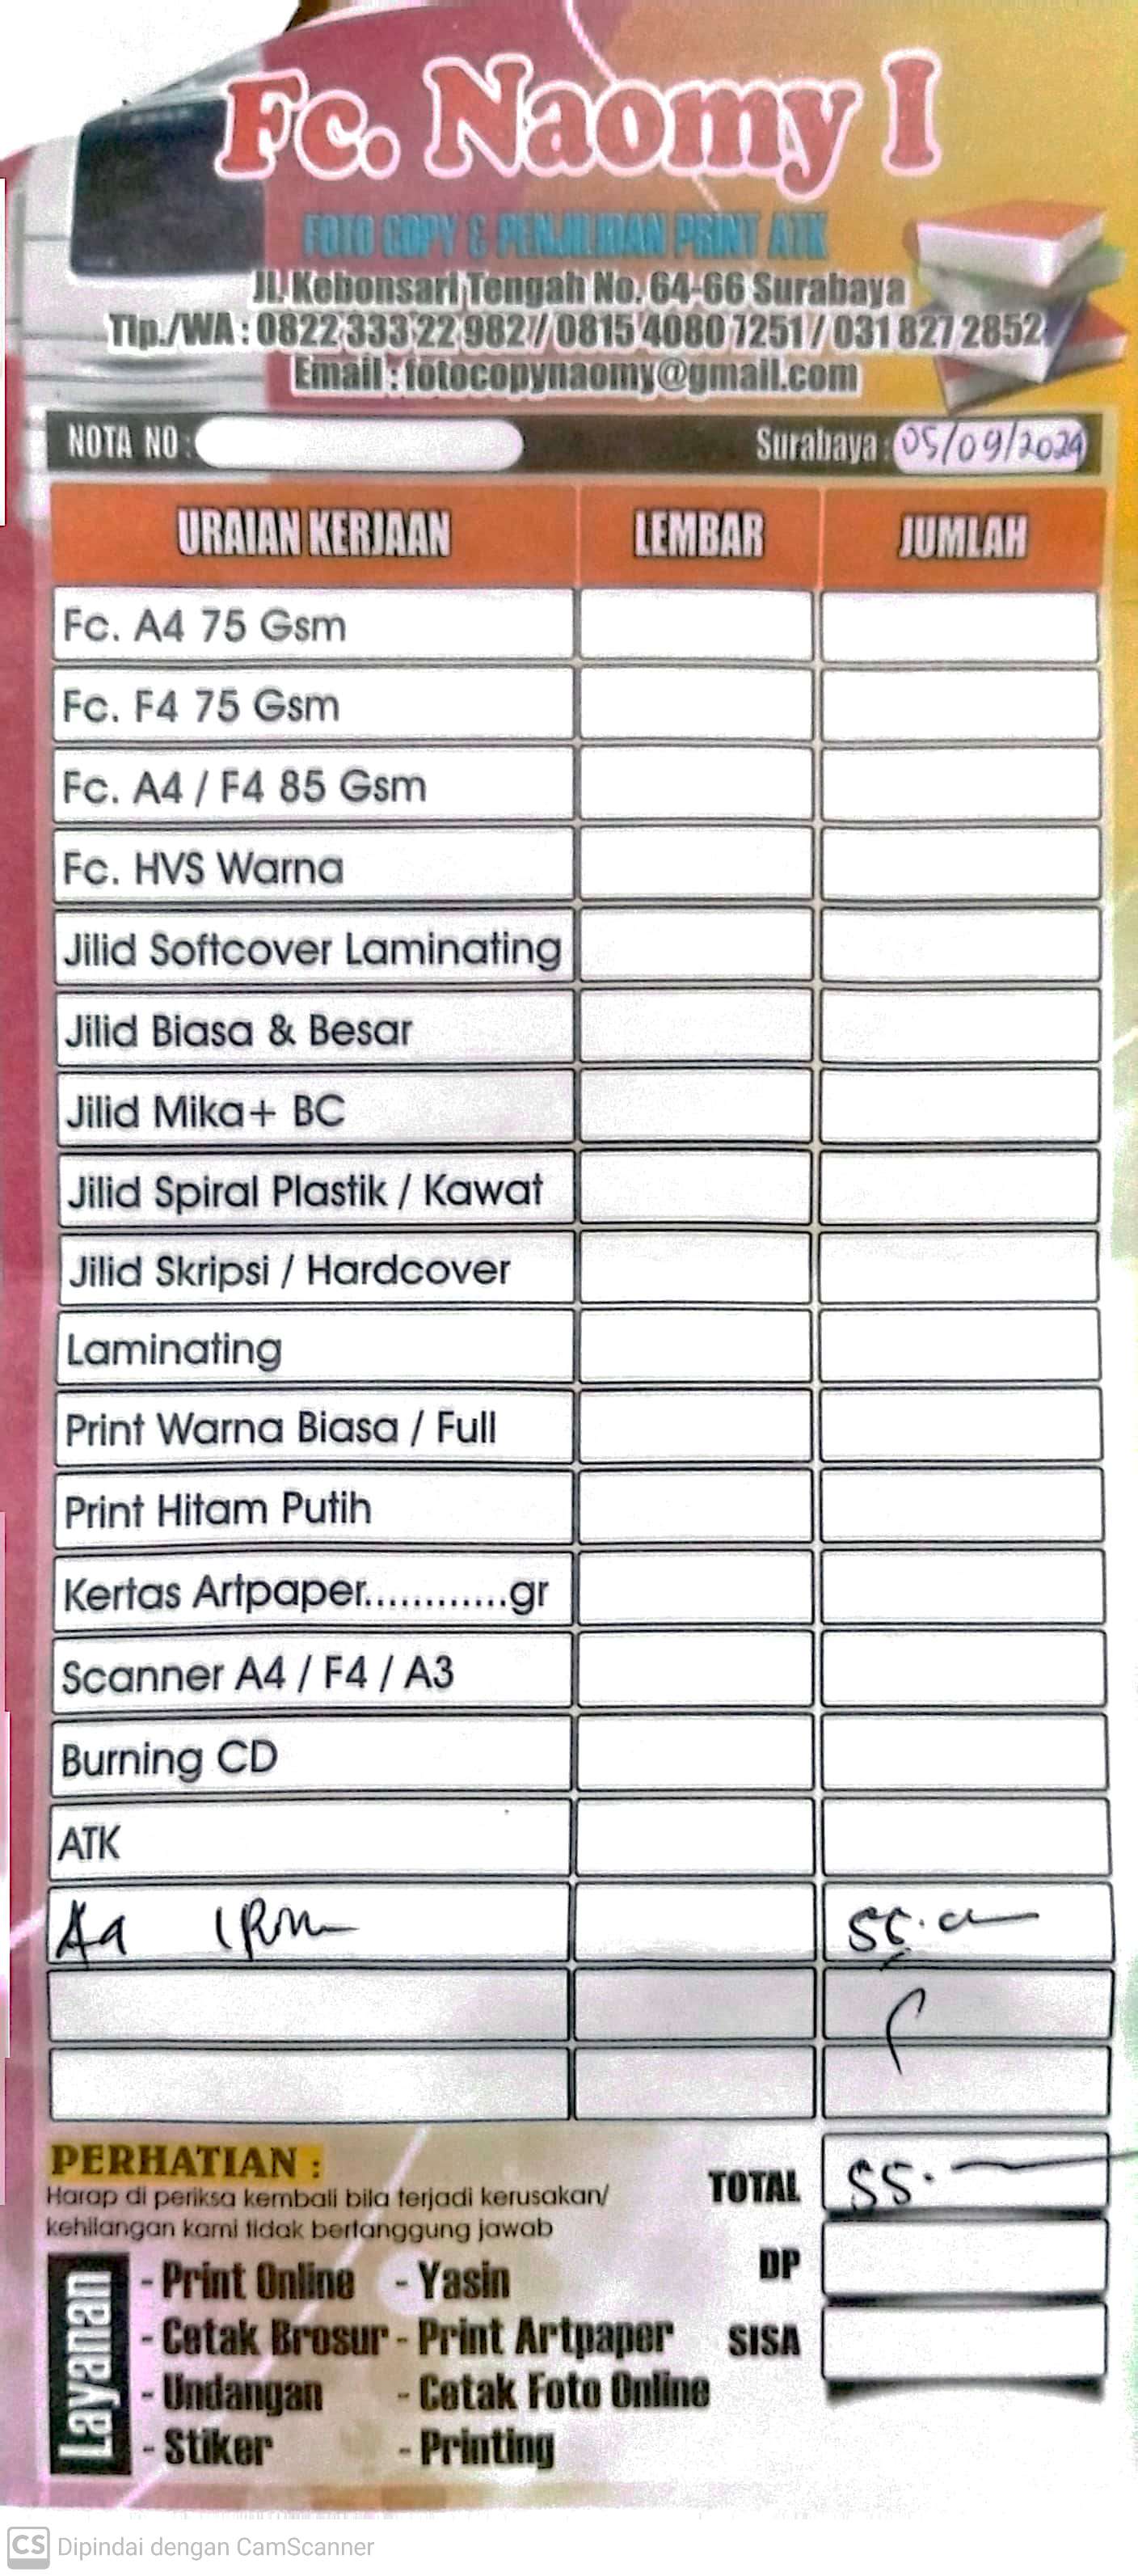 Fc. Naomy 1
FOTO COPY & PENJILIDAN PRINT ATK
Jl. Kebonsari Tengah No. 64-66 Surabaya
Tlp./WA : 0822 333 22 982 // 0815 4080 7251 / 031 827 2852
Email : fotocopynaomy@gmail.com
NOTA NO : Surabaya : 05/09/2024
URAIAN KERJAAN LEMBAR JUMLAH
Fc. A4 75 Gsm
Fc. F4 75 Gsm
Fc. A4 / F4 85 Gsm
Fc. HVS Warna
Jilid Softcover Laminating
Jilid Biasa & Besar
Jilid Mika+ BC
Jilid Spiral Plastik / Kawat
Jilid Skripsi / Hardcover
Laminating
Print Warna Biasa / Full
Print Hitam Putih
Kertas Artpaper............gr
Scanner A4 / F4 / A3
Burning CD
ATK
A4 1 55.
PERHATIAN :
Harap di periksa kembali bila terjadi kerusakan/
kehilangan kami tidak bertanggung jawab
TOTAL 55.
DP
SISA
Layanan
- Print Online - Yasin
- Cetak Brosur - Print Artpaper
- Undangan - Cetak Foto Online
- Stiker - Printing
CS Dipindai dengan CamScanner